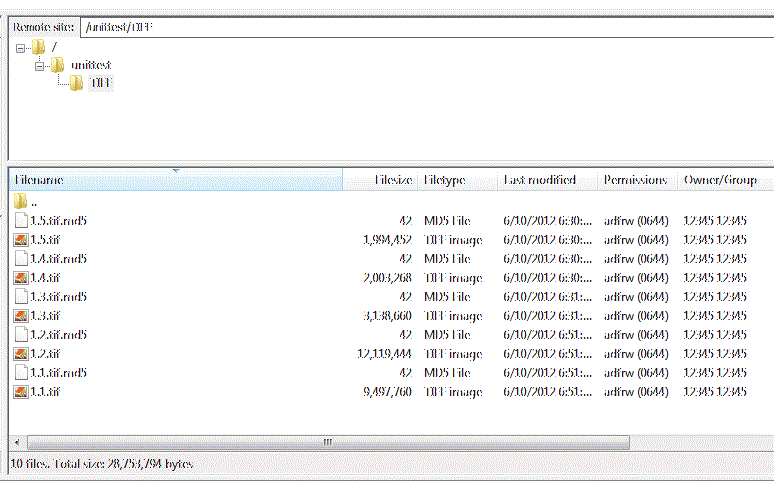 Remote site: /unittest/TIFF
/
unittest
TIFF
Filename Filesize Filetype Last modified Permissions Owner/Group
..
1.5.tif.md5 42 MD5 File 6/10/2012 6:30:... adfrw (0644) 12345 12345
1.5.tif 1,994,452 TIFF image 6/10/2012 6:30:... adfrw (0644) 12345 12345
1.4.tif.md5 42 MD5 File 6/10/2012 6:30:... adfrw (0644) 12345 12345
1.4.tif 2,003,268 TIFF image 6/10/2012 6:30:... adfrw (0644) 12345 12345
1.3.tif.md5 42 MD5 File 6/10/2012 6:31:... adfrw (0644) 12345 12345
1.3.tif 3,138,660 TIFF image 6/10/2012 6:31:... adfrw (0644) 12345 12345
1.2.tif.md5 42 MD5 File 6/10/2012 6:51:... adfrw (0644) 12345 12345
1.2.tif 12,119,444 TIFF image 6/10/2012 6:51:... adfrw (0644) 12345 12345
1.1.tif.md5 42 MD5 File 6/10/2012 6:51:... adfrw (0644) 12345 12345
1.1.tif 9,497,760 TIFF image 6/10/2012 6:51:... adfrw (0644) 12345 12345
10 files. Total size: 28,753,794 bytes